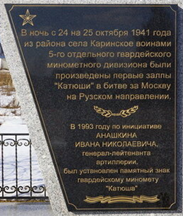 В ночь с 24 на 25 октября 1941 года
из района села Каринское воинами
5-го отдельного гвардейского
минометного дивизиона были
произведены первые залпы
"Катюши" в битве за Москву
на Рузском направлении.
В 1993 году по инициативе
АНАШКИНА
ИВАНА НИКОЛАЕВИЧА,
генерал-лейтенанта
артиллерии,
был установлен памятный знак
гвардейскому миномету
"Катюша"